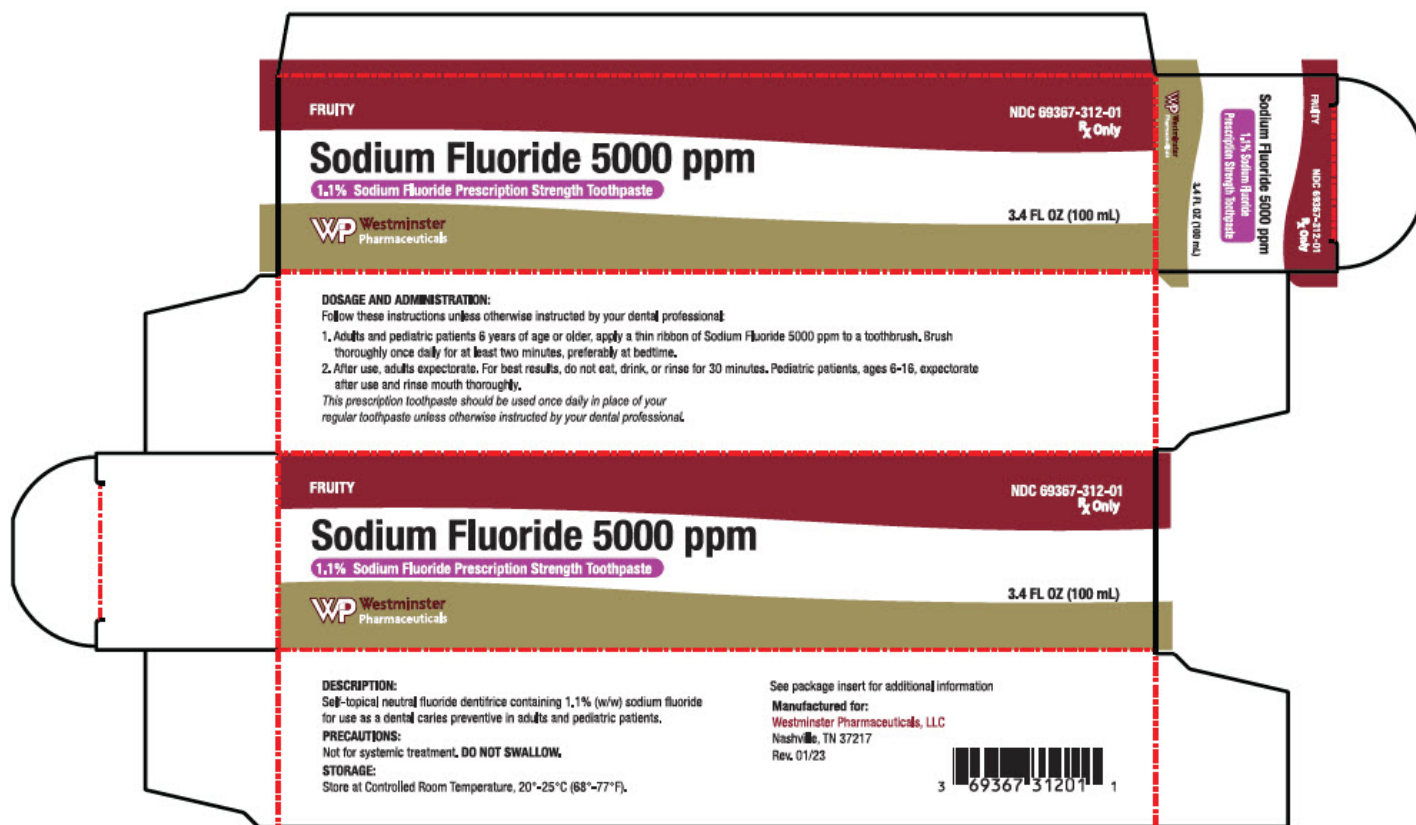 FRUITY
NDC 69367-312-01
Rx Only
Sodium Fluoride 5000 ppm
1.1% Sodium Fluoride Prescription Strength Toothpaste
3.4 FL OZ (100 mL)
WP Westminster
Pharmaceuticals
FRUITY NDC 69367-312-01
Rx Only
Sodium Fluoride 5000 ppm
1.1% Sodium Fluoride
Prescription Strength Toothpaste
3.4 FL OZ (100 mL)
WP Westminster
Pharmaceuticals
DOSAGE AND ADMINISTRATION:
Follow these instructions unless otherwise instructed by your dental professional:
1. Adults and pediatric patients 6 years of age or older, apply a thin ribbon of Sodium Fluoride 5000 ppm to a toothbrush. Brush
thoroughly once daily for at least two minutes, preferably at bedtime.
2. After use, adults expectorate. For best results, do not eat, drink, or rinse for 30 minutes. Pediatric patients, ages 6-16, expectorate
after use and rinse mouth thoroughly.
This prescription toothpaste should be used once daily in place of your
regular toothpaste unless otherwise instructed by your dental professional.
FRUITY
NDC 69367-312-01
Rx Only
Sodium Fluoride 5000 ppm
1.1% Sodium Fluoride Prescription Strength Toothpaste
3.4 FL OZ (100 mL)
WP Westminster
Pharmaceuticals
DESCRIPTION:
Self-topical neutral fluoride dentifrice containing 1.1% (w/w) sodium fluoride
for use as a dental caries preventive in adults and pediatric patients.
PRECAUTIONS:
Not for systemic treatment. DO NOT SWALLOW.
STORAGE:
Store at Controlled Room Temperature, 20°-25°C (68°-77°F).
See package insert for additional information
Manufactured for:
Westminster Pharmaceuticals, LLC
Nashville, TN 37217
Rev. 01/23
3 69367 31201 1